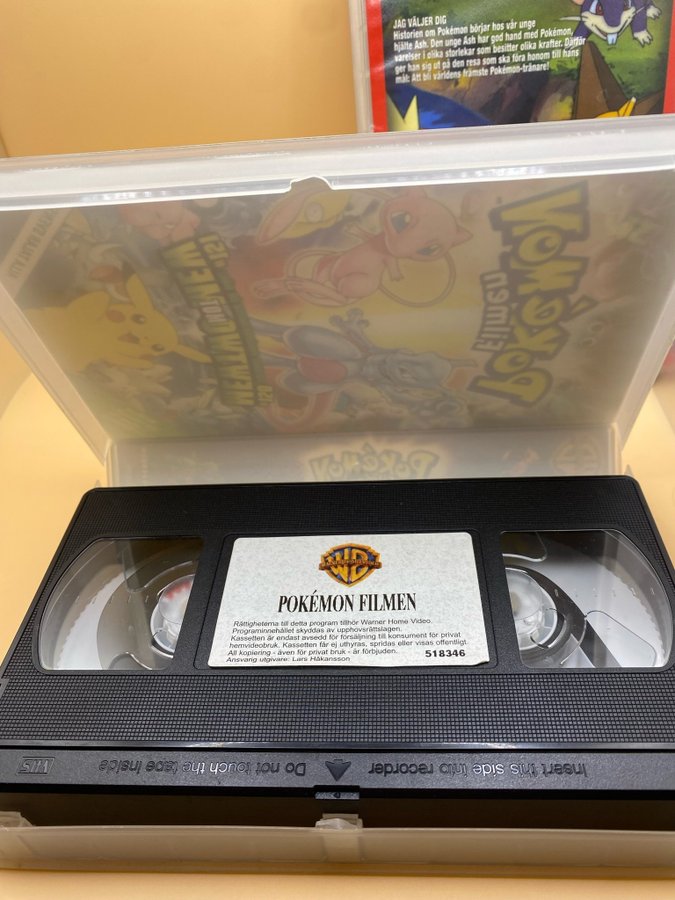 JAG VÄLJER DIG
Historien om Pokémon börjar hos vår unge
hjälte Ash. Den unge Ash har god hand med Pokémon,
varelser i olika storlekar som besitter olika krafter. Därför
ger han sig ut på den resa som ska föra honom till hans
mål: Att bli världens främste Pokémon-tränare!
Filmen
POKÉMON
POKÉMON
WB
POKÉMON FILMEN
Rättigheterna till detta program tillhör Warner Home Video.
Programinnehållet skyddas av upphovsrättslagen.
Kassetten är endast avsedd för försäljning till konsument för privat
hemvideobruk. Kassetten får ej uthyras, spridas eller visas offentligt.
All kopiering - även för privat bruk - är förbjuden.
Ansvarig utgivare: Lars Håkansson
518346
Insert this side into recorder
Do not touch the tape inside
VHS